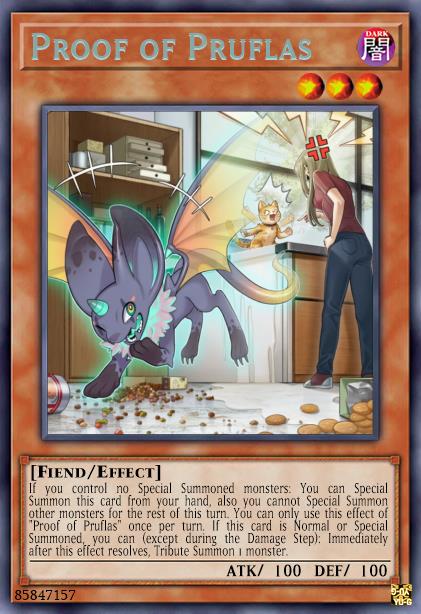 PROOF OF PRUFLAS
DARK
闇
[FIEND/EFFECT]
If you control no Special Summoned monsters: You can Special
Summon this card from your hand, also you cannot Special Summon
other monsters for the rest of this turn. You can only use this effect of
"Proof of Pruflas" once per turn. If this card is Normal or Special
Summoned, you can (except during the Damage Step): Immediately
after this effect resolves, Tribute Summon 1 monster.
ATK/ 100 DEF/ 100
85847157